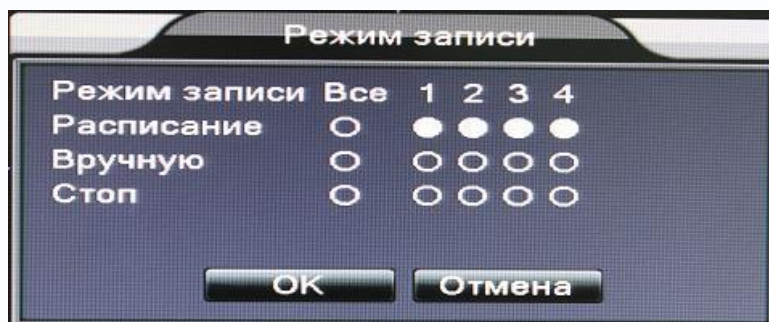 Режим записи
Режим записи Все 1 2 3 4
Расписание
Вручную
Стоп
OK Отмена